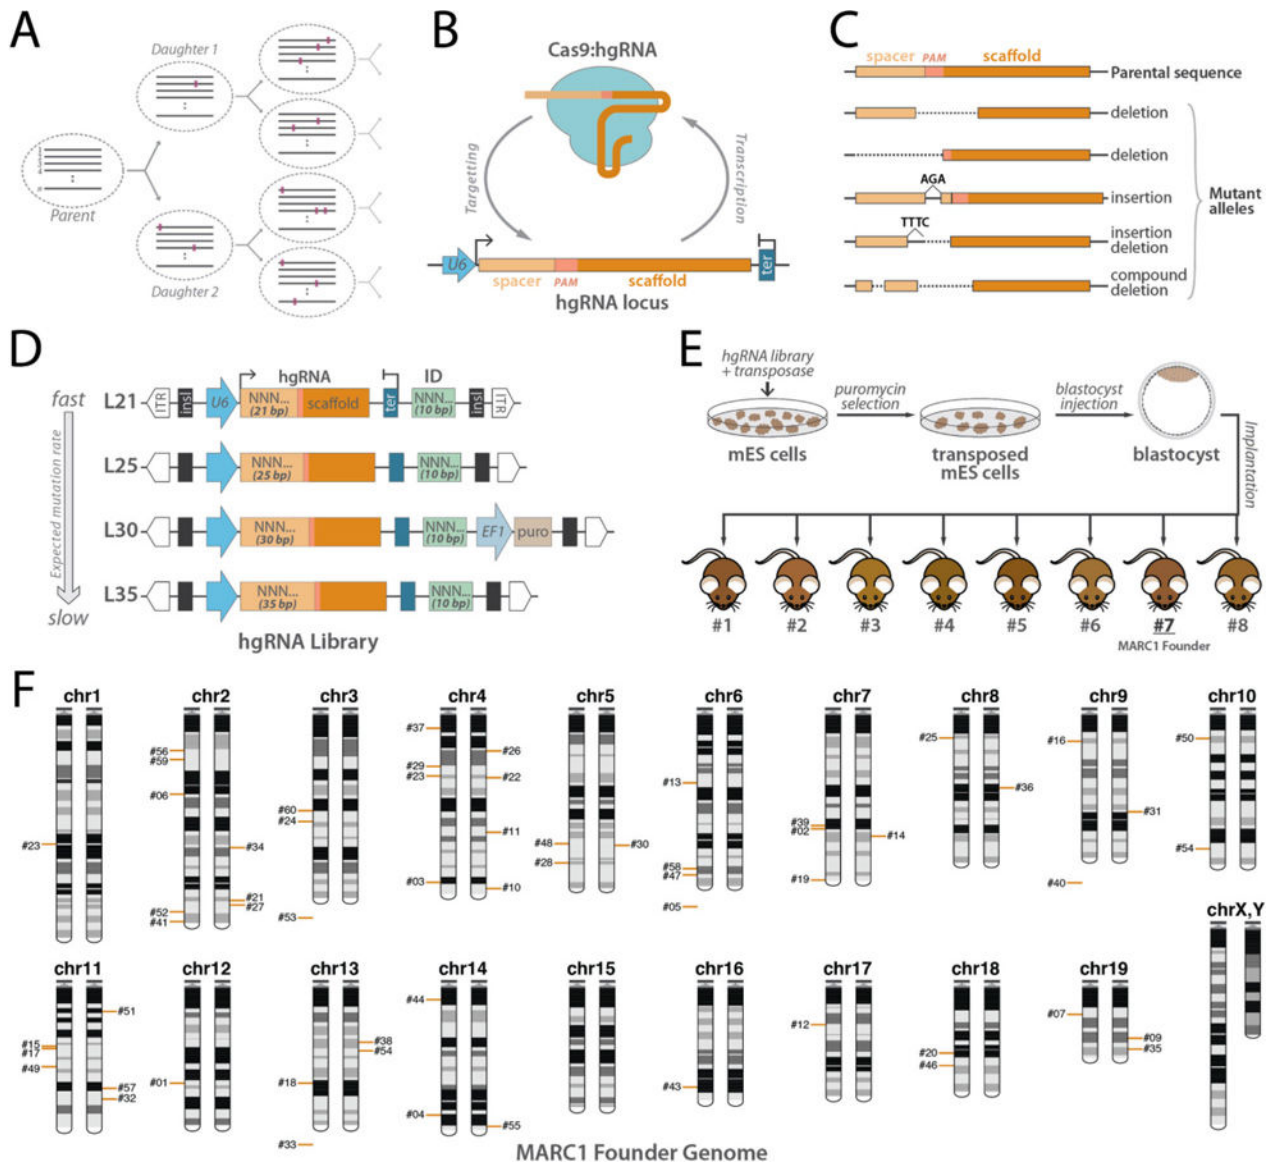 A
Daughter 1
Parent
Daughter 2
B
Cas9:hgRNA
Targetting
Transcription
U6
ter
spacer PAM scaffold
hgRNA locus
C
spacer PAM scaffold
Parental sequence
deletion
deletion
AGA
insertion
TTTC
insertion
deletion
compound
deletion
Mutant
alleles
D
fast
Expected mutation rate
slow
hgRNA ID
L21 ITR insl U6 NNN... (21 bp) scaffold ter NNN... (10 bp) insl ITR
L25 NNN... (25 bp) NNN... (10 bp)
L30 NNN... (30 bp) NNN... (10 bp) EF1 puro
L35 NNN... (35 bp) NNN... (10 bp)
hgRNA Library
E
hgRNA library
+ transposase
puromycin
selection
blastocyst
injection
mES cells
transposed
mES cells
blastocyst
Implantation
#1 #2 #3 #4 #5 #6 #7 #8
MARC1 Founder
F
chr1 chr2 chr3 chr4 chr5 chr6 chr7 chr8 chr9 chr10
#23
#56
#59
#06
#34
#21
#27
#52
#41
#60
#24
#53
#37
#26
#29
#23
#22
#11
#03
#10
#48
#30
#28
#13
#58
#47
#05
#39
#02
#14
#19
#25
#36
#16
#31
#40
#50
#54
chrX,Y
chr11 chr12 chr13 chr14 chr15 chr16 chr17 chr18 chr19
#51
#15
#17
#49
#57
#32
#01
#38
#54
#18
#33
#44
#04
#55
#43
#12
#20
#46
#07
#09
#35
MARC1 Founder Genome